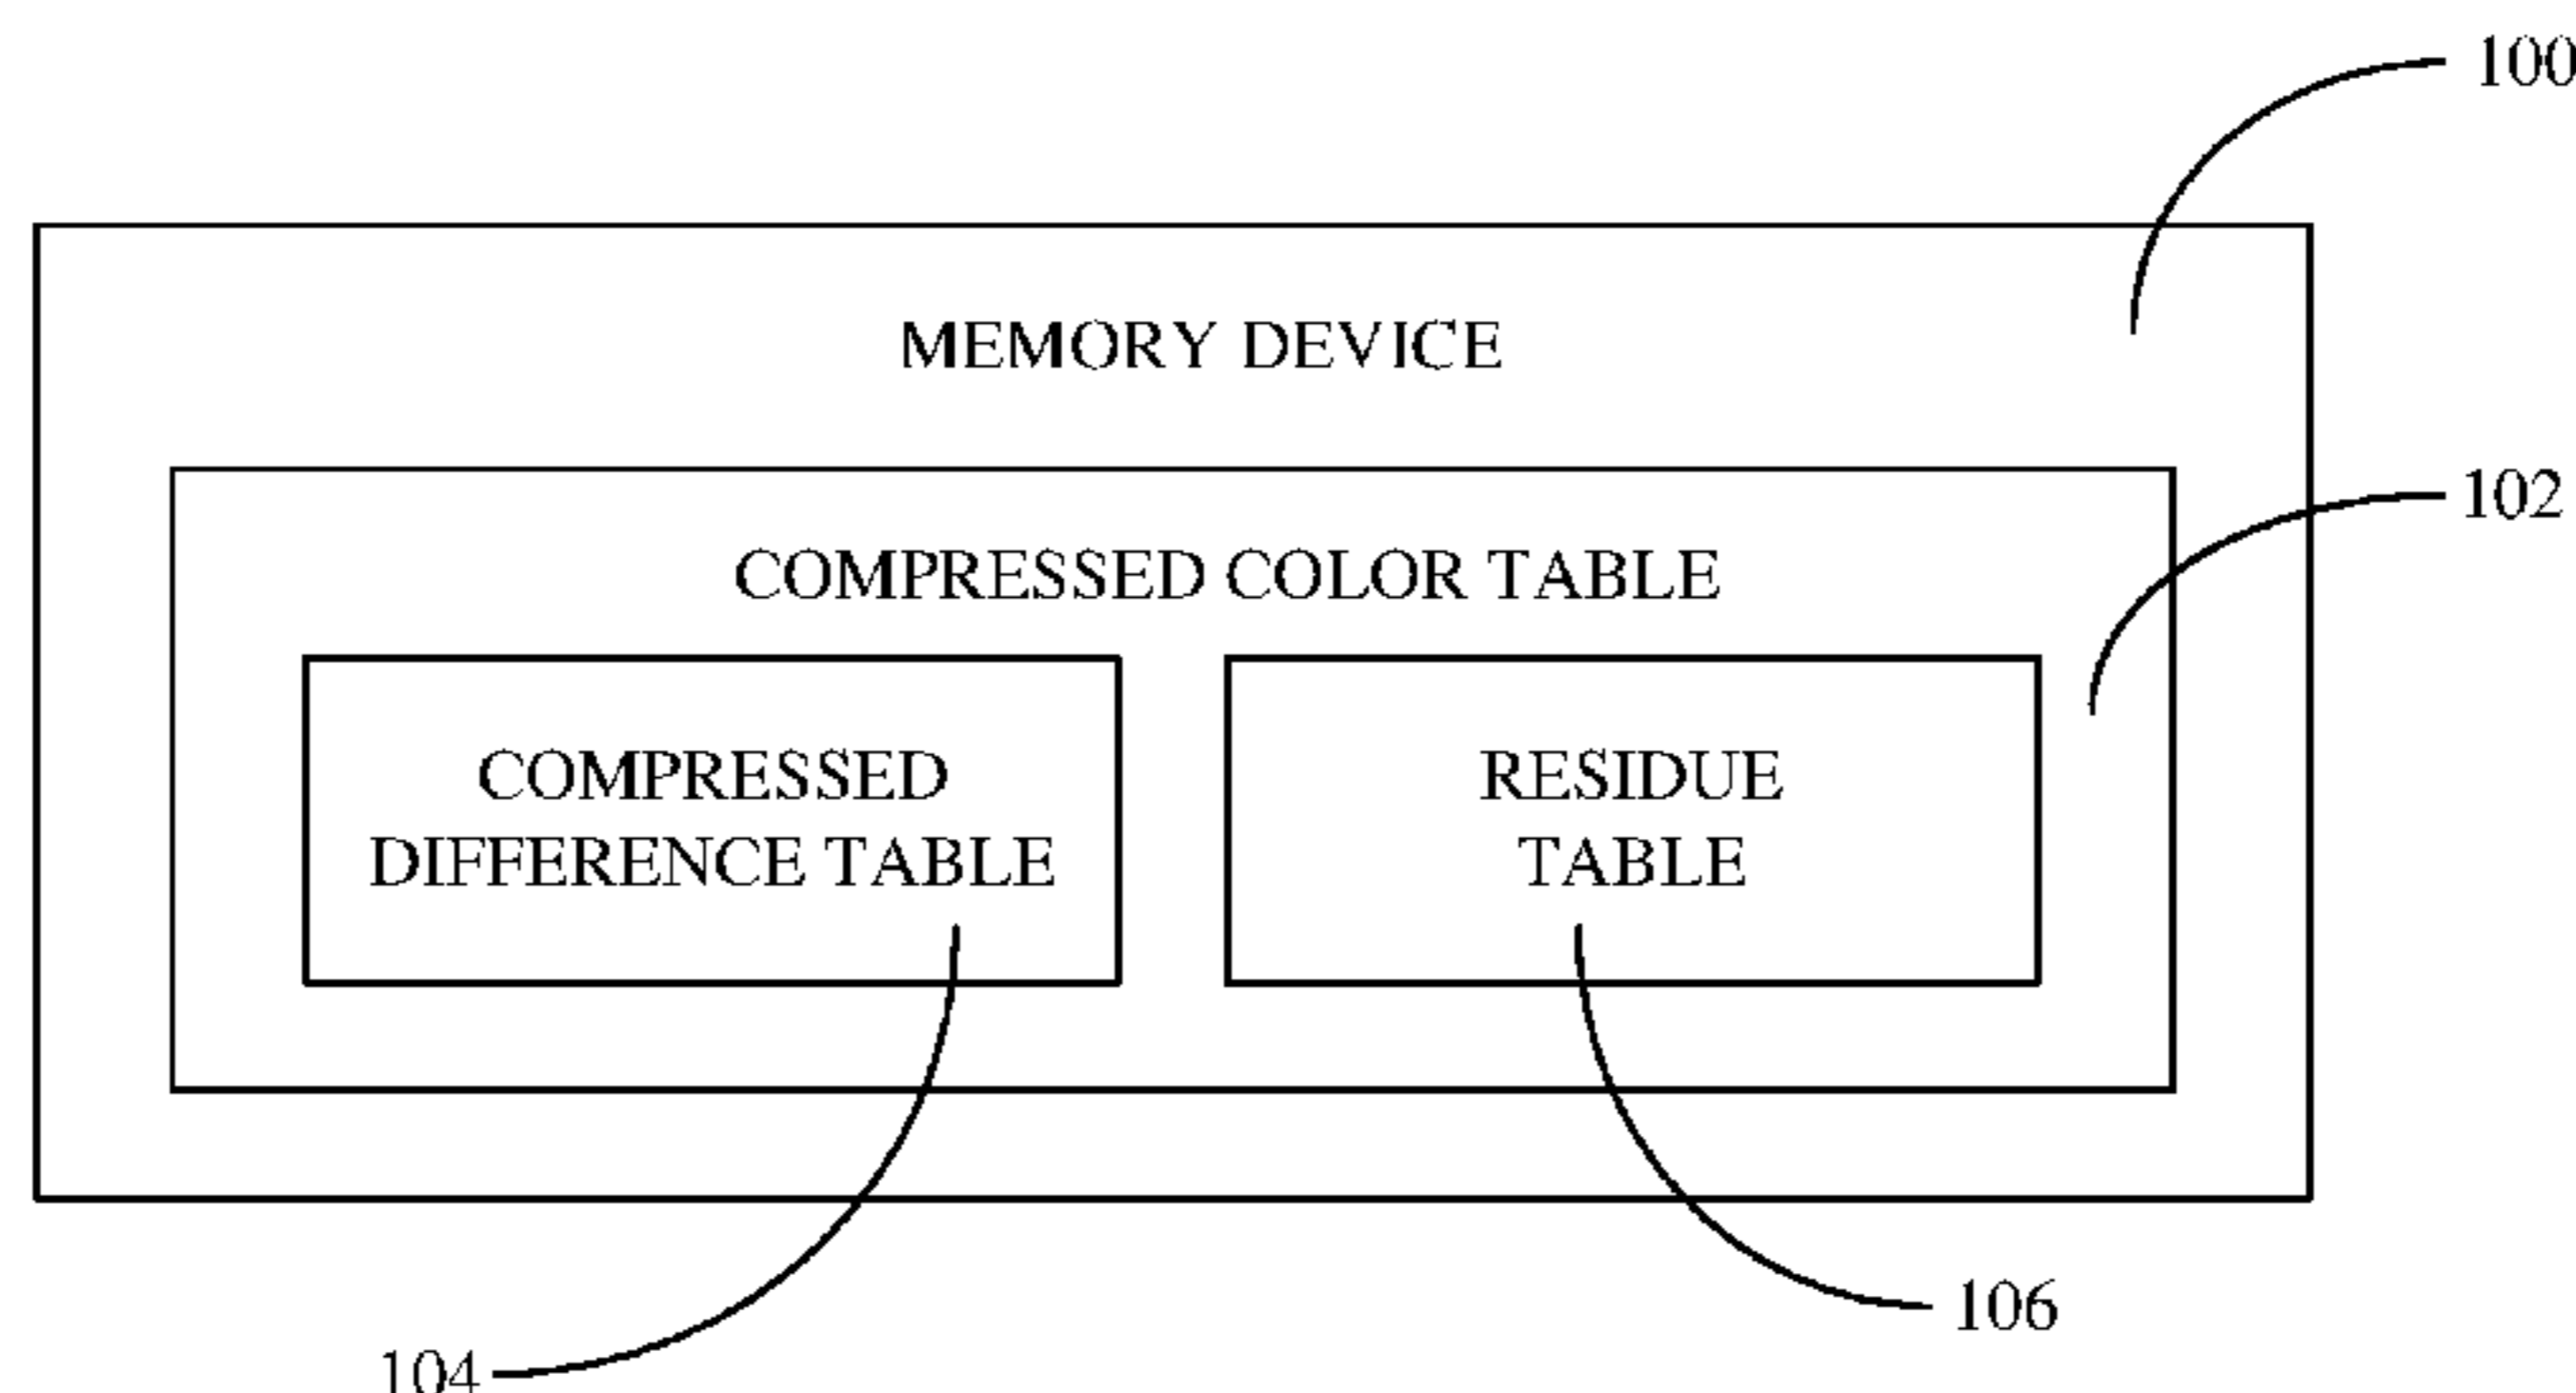 100
MEMORY DEVICE
102
COMPRESSED COLOR TABLE
COMPRESSED
DIFFERENCE TABLE
RESIDUE
TABLE
106
104